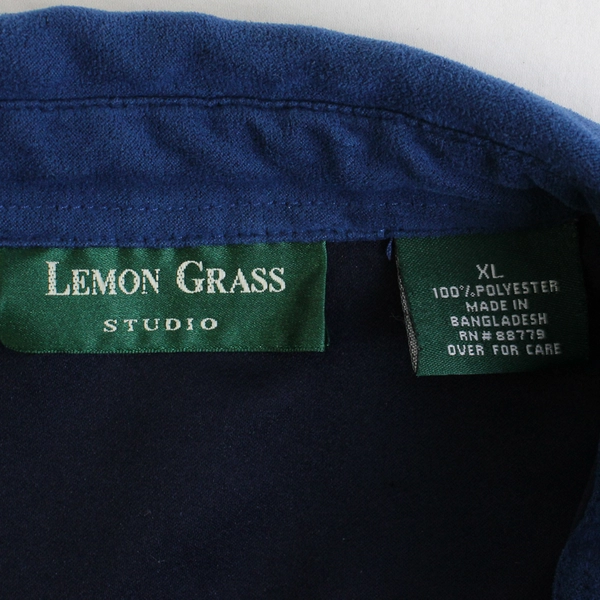 LEMON GRASS
STUDIO
XL
100% POLYESTER
MADE IN
BANGLADESH
RN # 88779
OVER FOR CARE